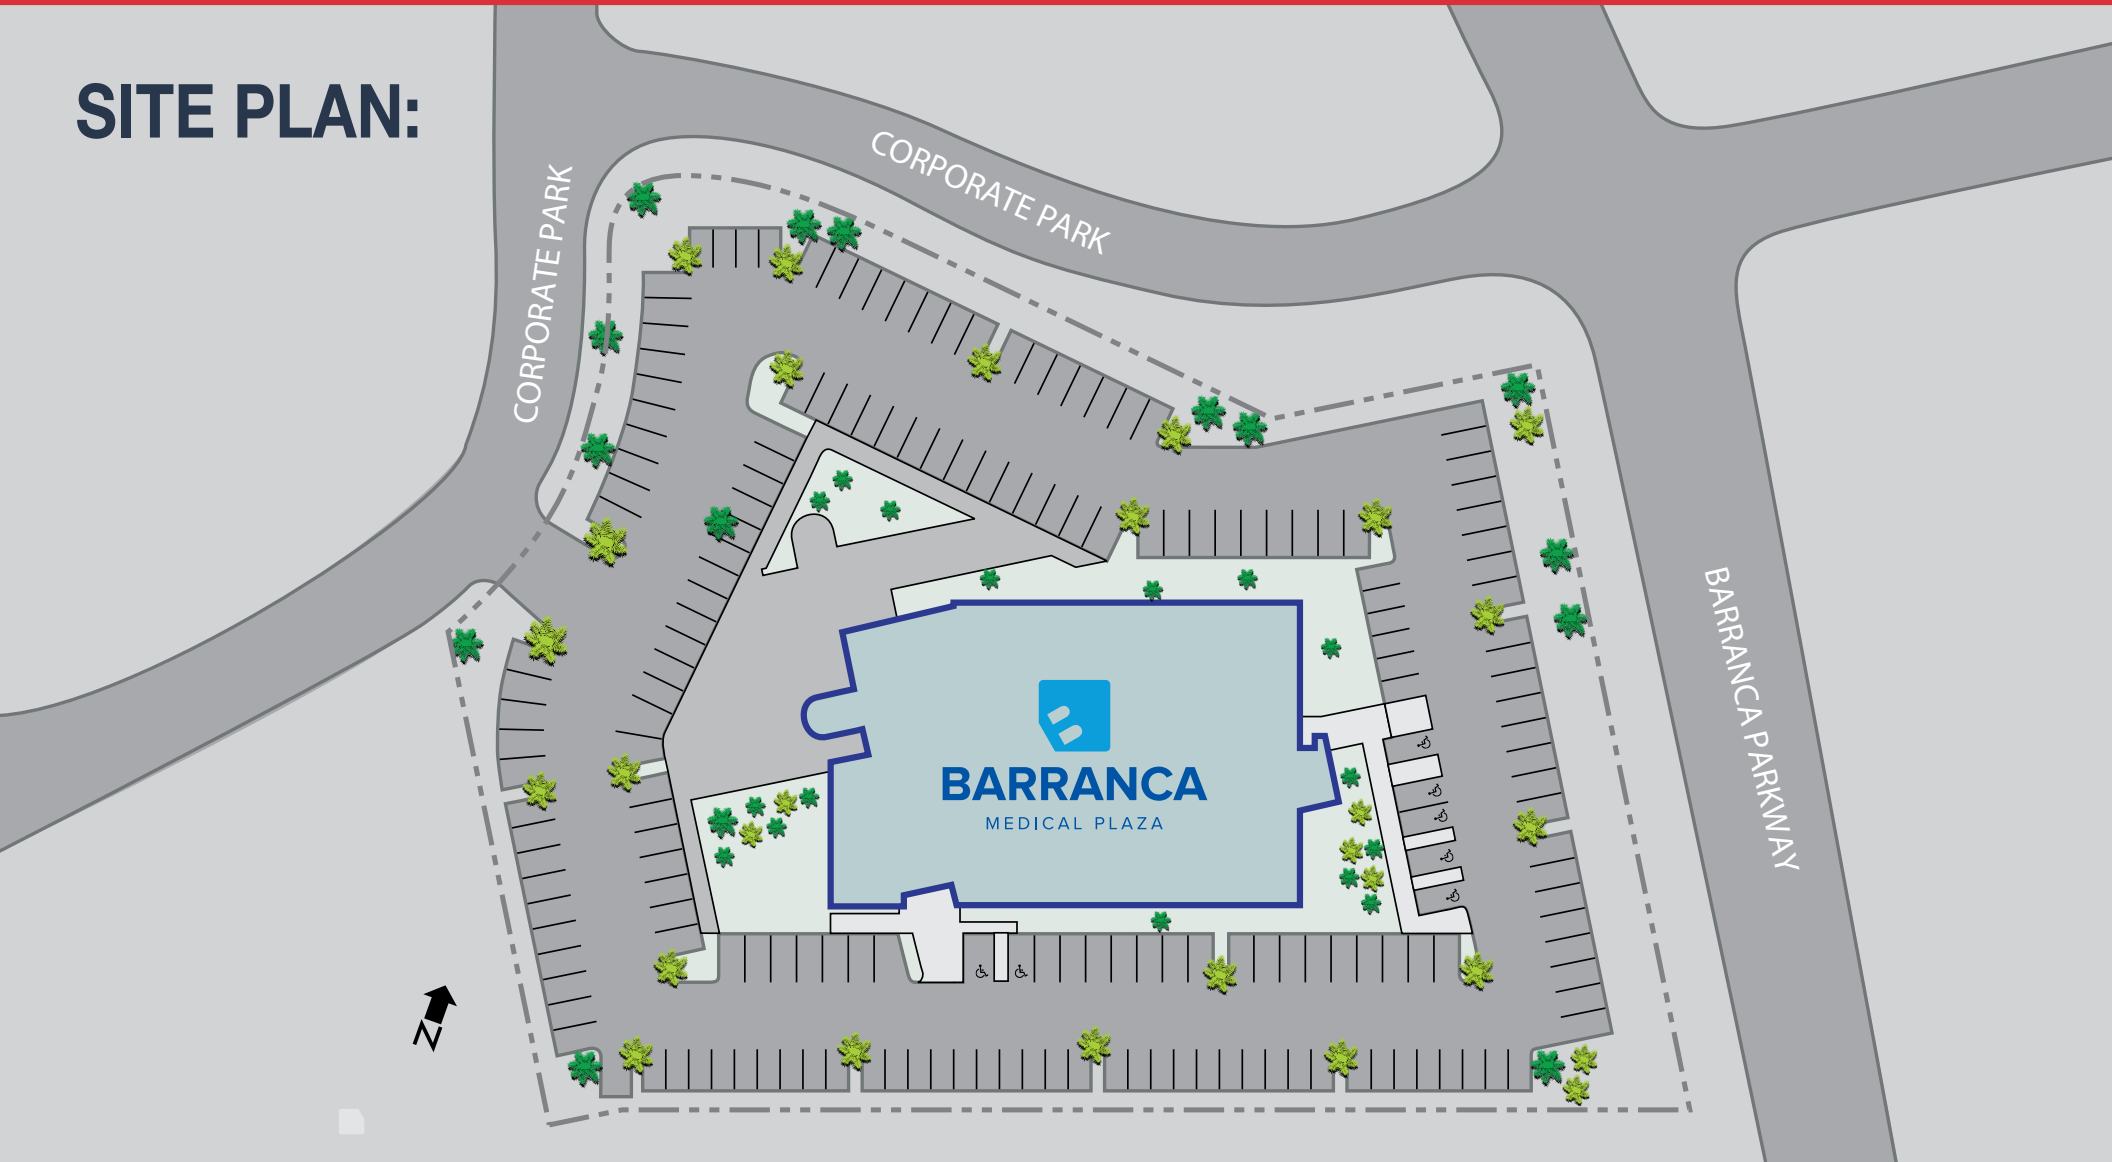 SITE PLAN:
CORPORATE PARK
CORPORATE PARK
BARRANCA PARKWAY
BARRANCA
MEDICAL PLAZA
N